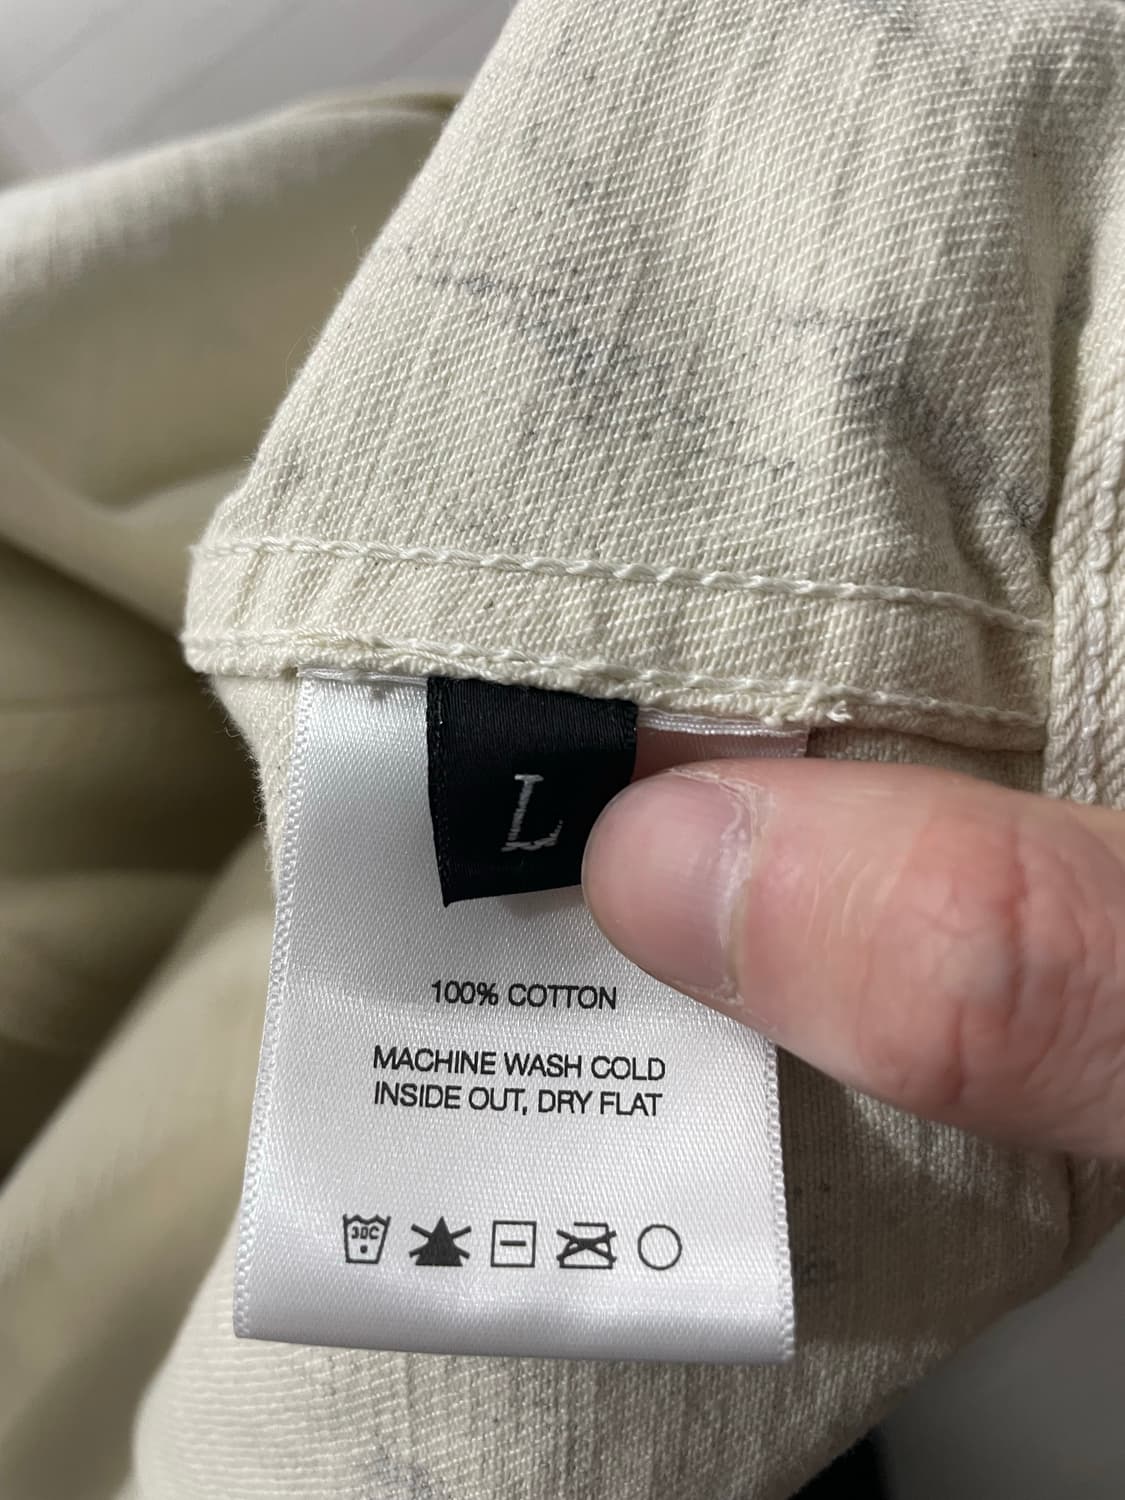 L
100% COTTON
MACHINE WASH COLD
INSIDE OUT, DRY FLAT
30C